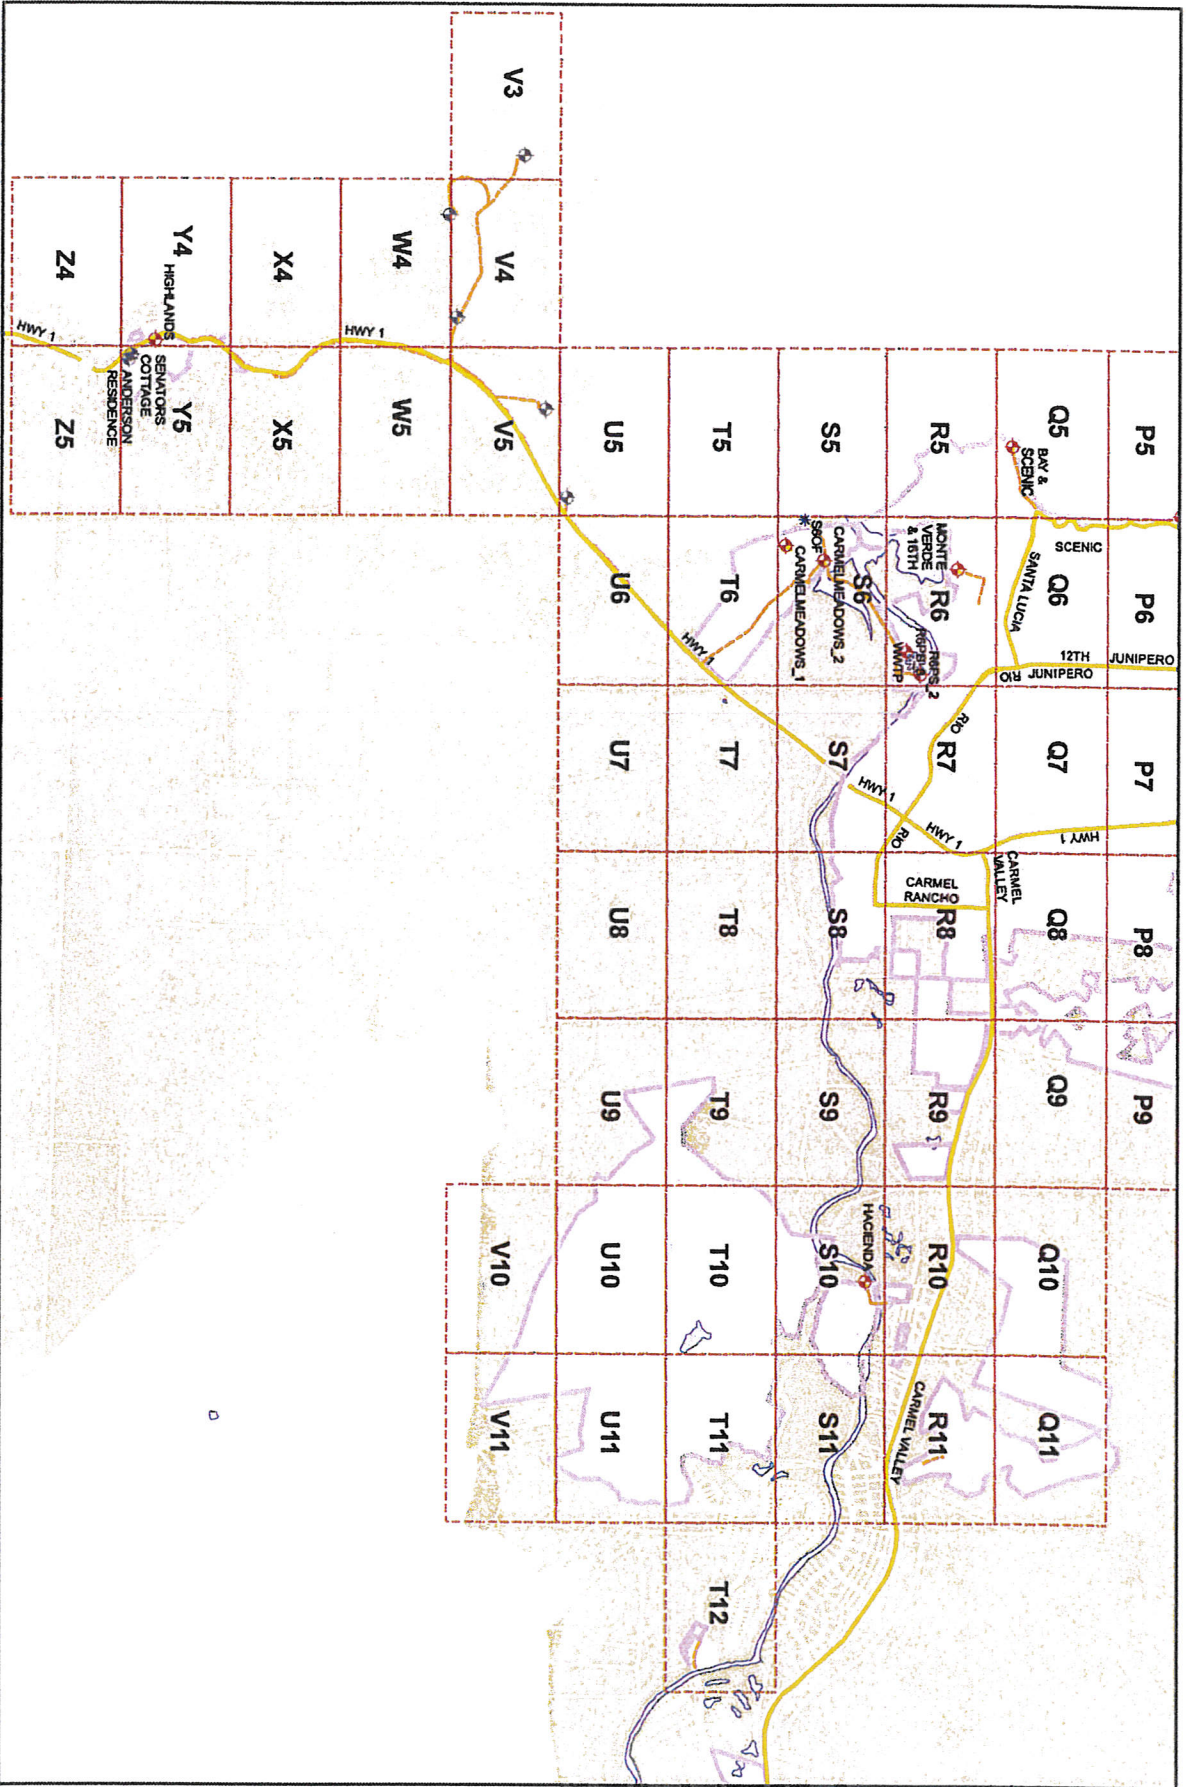 P5
P6
P7
P8
P9
JUNIPERO
HWY 1
SCENIC
12TH
JUNIPERO
Q5
BAY &
SCENIC
Q6
SANTA LUCIA
RIO
Q7
CARMEL
VALLEY
Q8
Q9
Q10
Q11
R5
MONTE
VERDE
& 16TH
R6
R6PS_2
WWTP
RIO
R7
HWY 1
RIO
CARMEL
RANCHO
R8
R9
R10
R11
CARMEL VALLEY
S5
S6OF
CARMELMEADOWS_2
CARMELMEADOWS_1
S6
S7
HWY 1
S8
S9
HACIENDA
S10
S11
T5
T6
HWY 1
T7
T8
T9
T10
T11
T12
U5
U6
U7
U8
U9
U10
U11
V3
V4
V5
V10
V11
W4
HWY 1
W5
X4
X5
Y4
HIGHLANDS
SENATORS
COTTAGE
Y5
ANDERSON
RESIDENCE
Z4
HWY 1
Z5